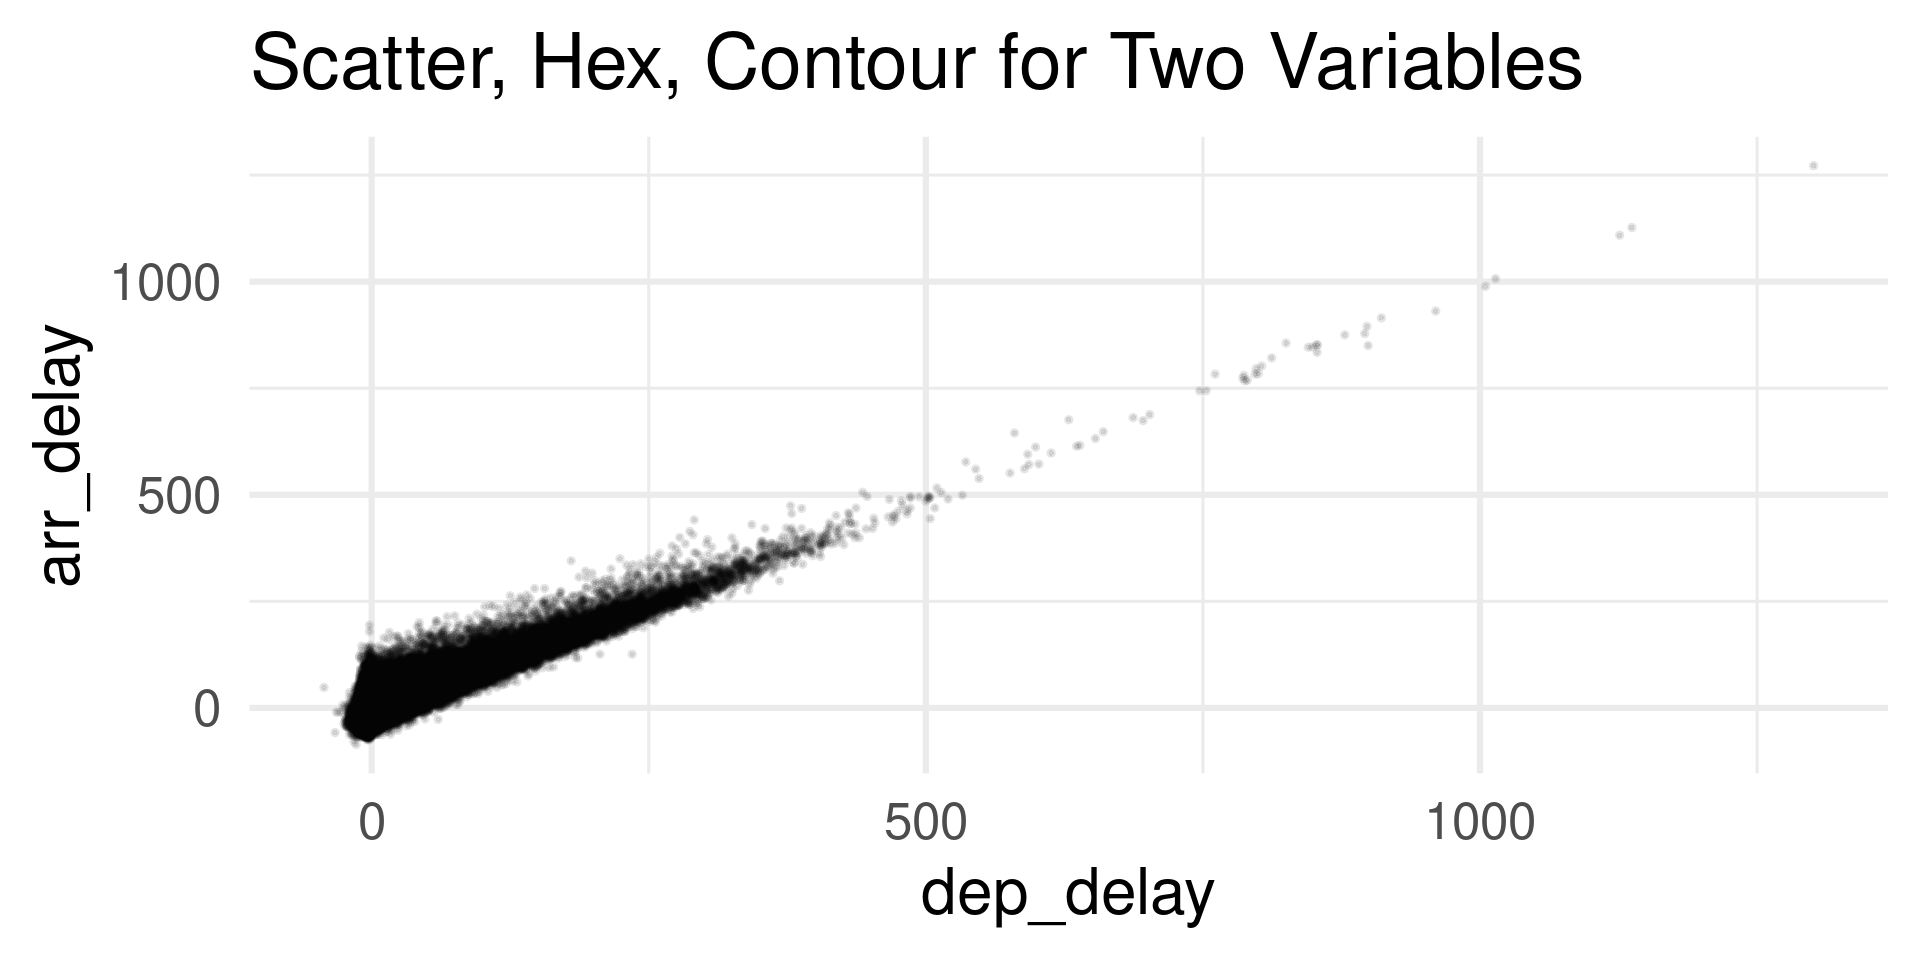 Scatter, Hex, Contour for Two Variables
1000
500
0
arr_delay
0 500 1000
dep_delay